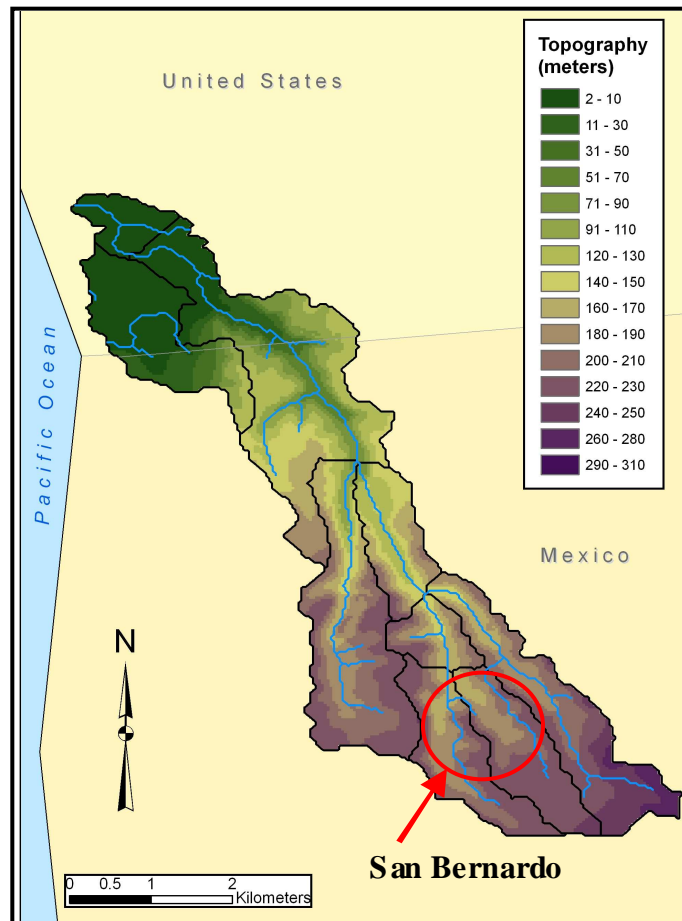 United States
Topography
(meters)
2 - 10
11 - 30
31 - 50
51 - 70
71 - 90
91 - 110
120 - 130
140 - 150
160 - 170
180 - 190
200 - 210
220 - 230
240 - 250
260 - 280
290 - 310
Pacific Ocean
Mexico
N
San Bernardo
0 0.5 1 2
Kilometers